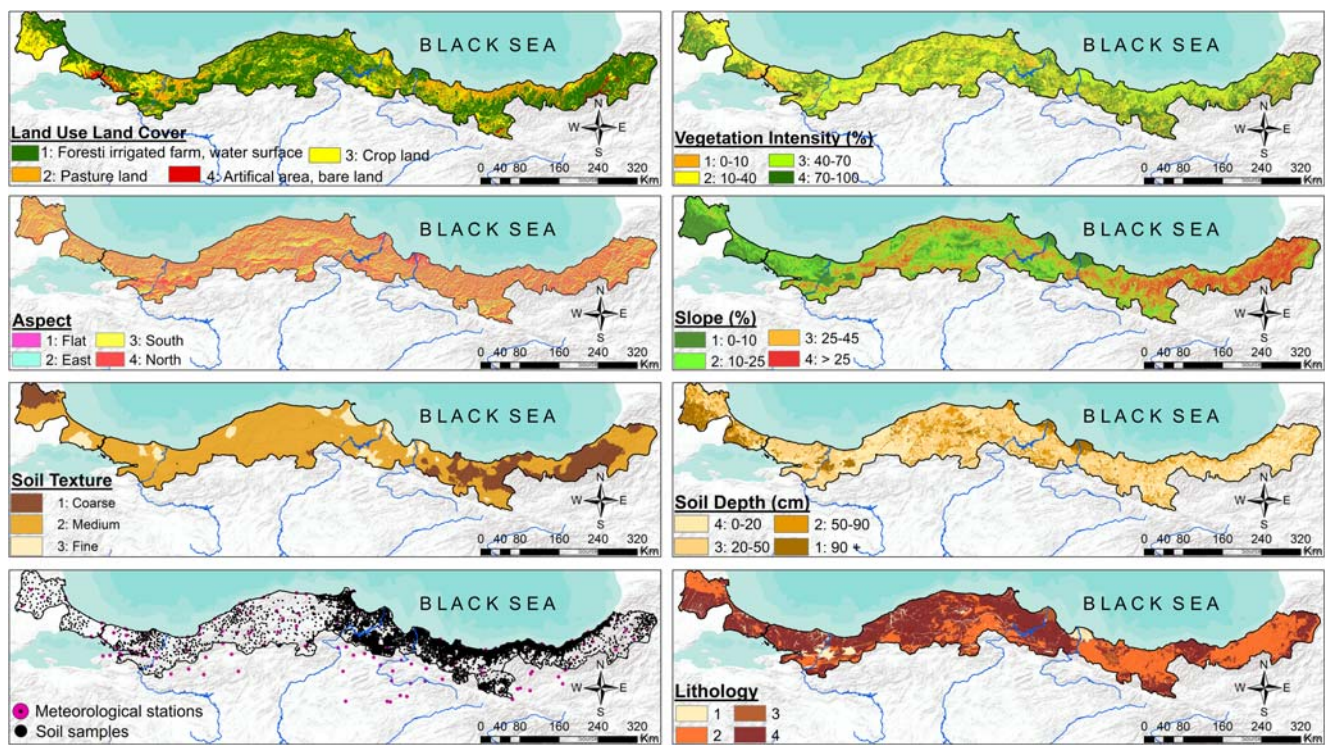 BLACK SEA
Land Use Land Cover
1: Foresti irrigated farm, water surface
3: Crop land
2: Pasture land
4: Artifical area, bare land
N
W E
S
0 40 80 160 240 320
Km
BLACK SEA
Vegetation Intensity (%)
1: 0-10
3: 40-70
2: 10-40
4: 70-100
N
W E
S
0 40 80 160 240 320
Km
BLACK SEA
Aspect
1: Flat
3: South
2: East
4: North
N
W E
S
0 40 80 160 240 320
Km
BLACK SEA
Slope (%)
1: 0-10
3: 25-45
2: 10-25
4: > 25
N
W E
S
0 40 80 160 240 320
Km
BLACK SEA
Soil Texture
1: Coarse
2: Medium
3: Fine
N
W E
S
0 40 80 160 240 320
Km
BLACK SEA
Soil Depth (cm)
4: 0-20
2: 50-90
3: 20-50
1: 90 +
N
W E
S
0 40 80 160 240 320
Km
BLACK SEA
Meteorological stations
Soil samples
N
W E
S
0 40 80 160 240 320
Km
BLACK SEA
Lithology
1
3
2
4
N
W E
S
0 40 80 160 240 320
Km